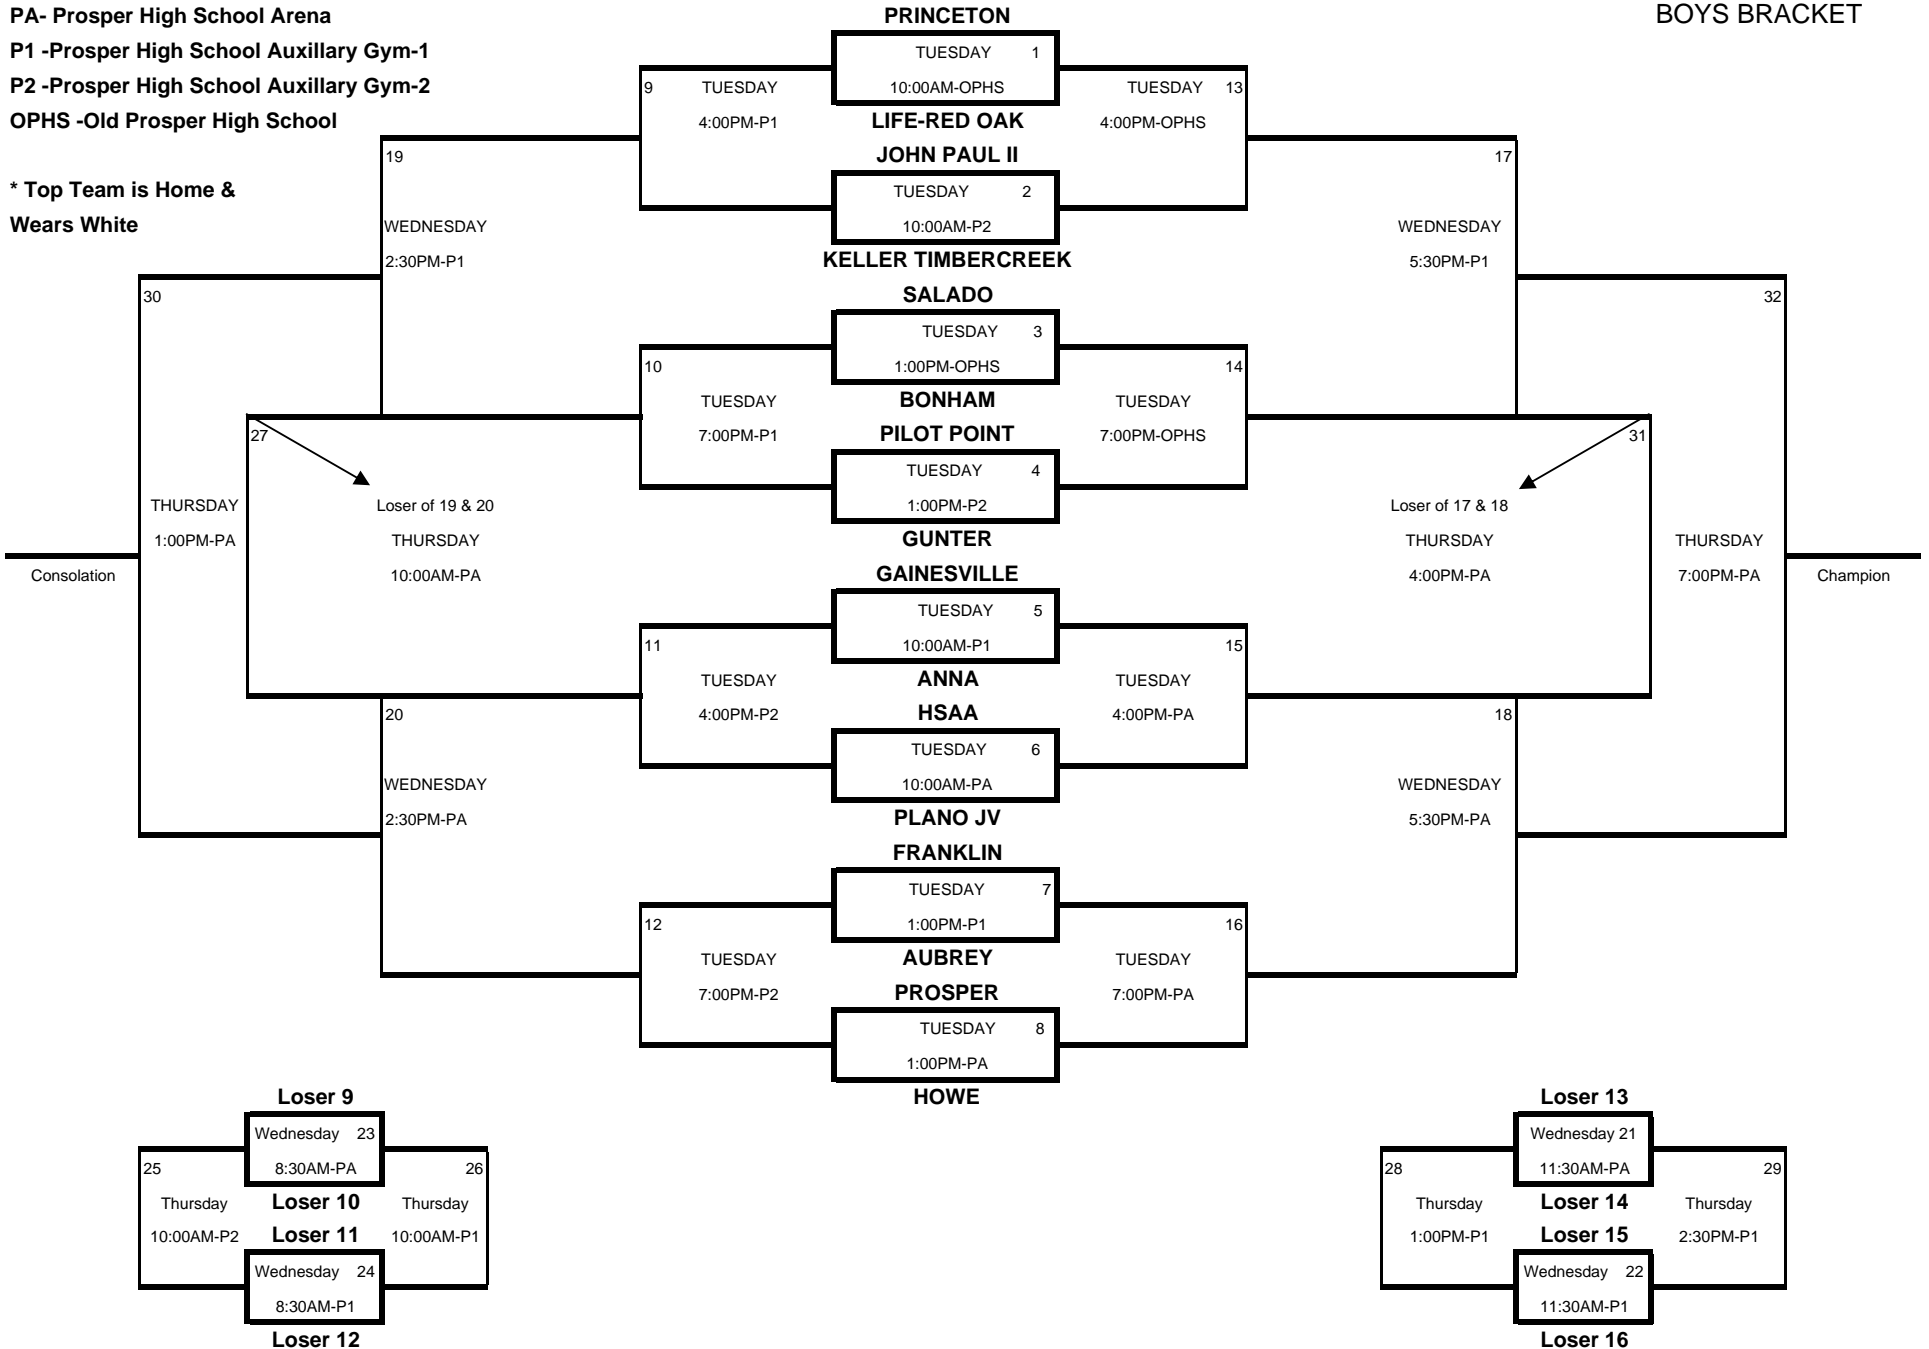 PA- Prosper High School Arena
P1 -Prosper High School Auxillary Gym-1
P2 -Prosper High School Auxillary Gym-2
OPHS -Old Prosper High School
* Top Team is Home &
Wears White
BOYS BRACKET
PRINCETON
TUESDAY 1
10:00AM-OPHS
LIFE-RED OAK
JOHN PAUL II
TUESDAY 2
10:00AM-P2
KELLER TIMBERCREEK
SALADO
TUESDAY 3
1:00PM-OPHS
BONHAM
PILOT POINT
TUESDAY 4
1:00PM-P2
GUNTER
GAINESVILLE
TUESDAY 5
10:00AM-P1
ANNA
HSAA
TUESDAY 6
10:00AM-PA
PLANO JV
FRANKLIN
TUESDAY 7
1:00PM-P1
AUBREY
PROSPER
TUESDAY 8
1:00PM-PA
HOWE
9 TUESDAY
4:00PM-P1
10
TUESDAY
7:00PM-P1
11
TUESDAY
4:00PM-P2
12
TUESDAY
7:00PM-P2
TUESDAY 13
4:00PM-OPHS
14
TUESDAY
7:00PM-OPHS
15
TUESDAY
4:00PM-PA
16
TUESDAY
7:00PM-PA
19
WEDNESDAY
2:30PM-P1
20
WEDNESDAY
2:30PM-PA
17
WEDNESDAY
5:30PM-P1
18
WEDNESDAY
5:30PM-PA
27
Loser of 19 & 20
THURSDAY
10:00AM-PA
30
THURSDAY
1:00PM-PA
Consolation
31
Loser of 17 & 18
THURSDAY
4:00PM-PA
32
THURSDAY
7:00PM-PA
Champion
Loser 9
Wednesday 23
8:30AM-PA
Loser 10
Loser 11
Wednesday 24
8:30AM-P1
Loser 12
25
Thursday
10:00AM-P2
26
Thursday
10:00AM-P1
Loser 13
Wednesday 21
11:30AM-PA
Loser 14
Loser 15
Wednesday 22
11:30AM-P1
Loser 16
28
Thursday
1:00PM-P1
29
Thursday
2:30PM-P1